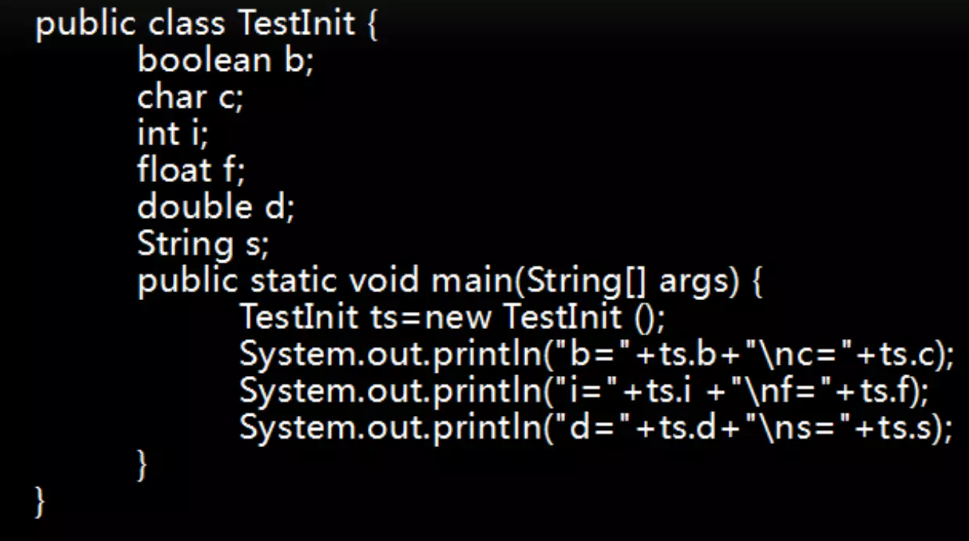 public class TestInit {
boolean b;
char c;
int i;
float f;
double d;
String s;
public static void main(String[] args) {
TestInit ts=new TestInit ();
System.out.println("b="+ts.b+"\nc="+ts.c);
System.out.println("i="+ts.i +"\nf="+ts.f);
System.out.println("d="+ts.d+"\ns="+ts.s);
}
}